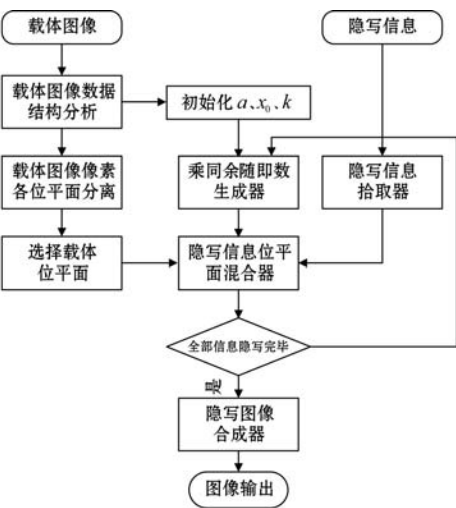 载体图像
隐写信息
载体图像数据
结构分析
初始化 a、x₀、k
载体图像像素
各位平面分离
乘同余随即数
生成器
隐写信息
拾取器
选择载体
位平面
隐写信息位平
面混合器
全部信息隐写完毕
是
隐写图像
合成器
图像输出